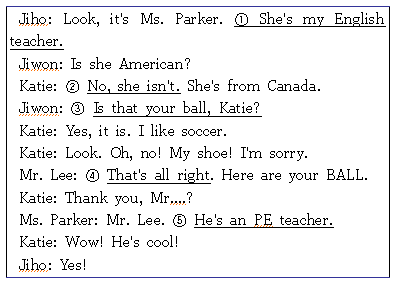 Jiho: Look, it's Ms. Parker. ① She's my English
teacher.
Jiwon: Is she American?
Katie: ② No, she isn't. She's from Canada.
Jiwon: ③ Is that your ball, Katie?
Katie: Yes, it is. I like soccer.
Katie: Look. Oh, no! My shoe! I'm sorry.
Mr. Lee: ④ That's all right. Here are your BALL.
Katie: Thank you, Mr....?
Ms. Parker: Mr. Lee. ⑤ He's an PE teacher.
Katie: Wow! He's cool!
Jiho: Yes!